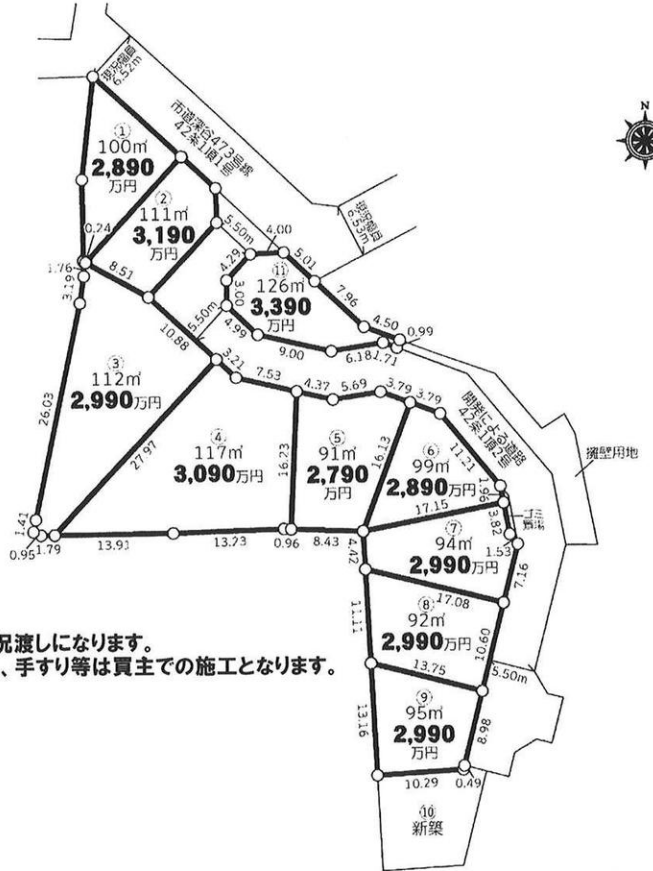 N
現況幅員
6.52m
市道深谷473号線
42条1項1号
現況幅員
6.53m
①
100㎡
2,890
万円
②
111㎡
3,190
万円
0.24
1.76
3.19
8.51
5.50m
4.00
4.29
5.01
3.00
⑪
126㎡
3,390
万円
7.96
4.50
0.99
4.99
9.00
6.18
1.71
5.50m
10.88
③
112㎡
2,990万円
26.03
1.41
0.95
1.79
27.97
3.21
7.53
④
117㎡
3,090万円
13.91
13.23
0.96
16.23
4.37
5.69
⑤
91㎡
2,790
万円
8.43
16.13
3.79
3.79
⑥
99㎡
2,890
万円
11.21
開発による道路
42条1項2号
擁壁用地
1.96
17.15
3.82
ゴミ
置場
1.53
⑦
94㎡
2,990万円
4.42
7.16
17.08
⑧
92㎡
2,990万円
11.11
10.60
13.75
5.50m
⑨
95㎡
2,990
万円
13.16
8.98
10.29
0.49
⑩
新築
況渡しになります。
、手すり等は買主での施工となります。